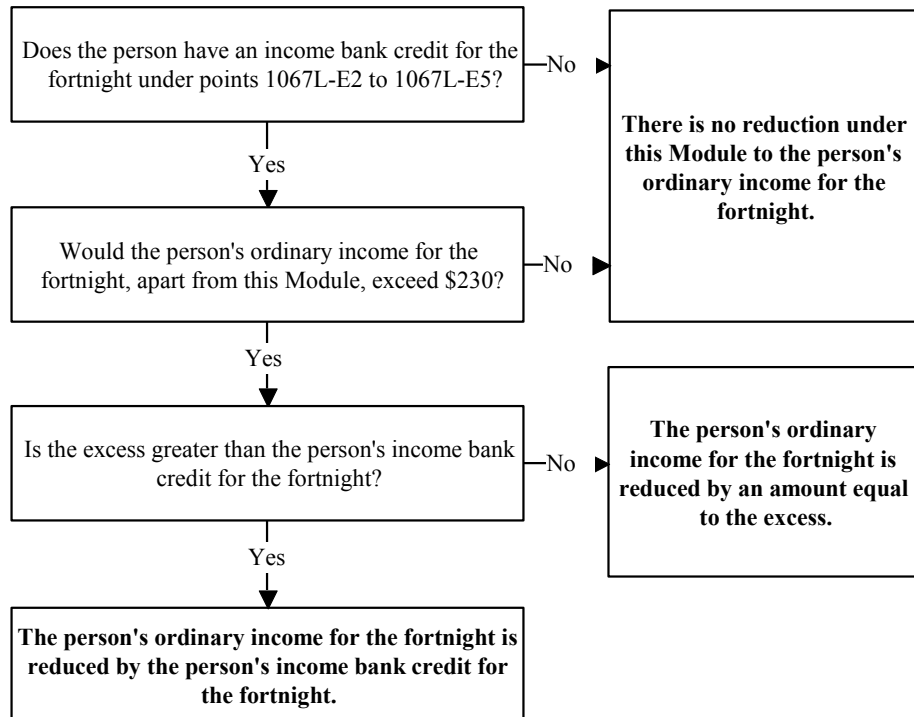 Does the person have an income bank credit for the
fortnight under points 1067L-E2 to 1067L-E5?
No
There is no reduction under
this Module to the person's
ordinary income for the
fortnight.
Yes
Would the person's ordinary income for the
fortnight, apart from this Module, exceed $230?
No
Yes
Is the excess greater than the person's income bank
credit for the fortnight?
No
The person's ordinary
income for the fortnight is
reduced by an amount equal
to the excess.
Yes
The person's ordinary income for the fortnight is
reduced by the person's income bank credit for
the fortnight.